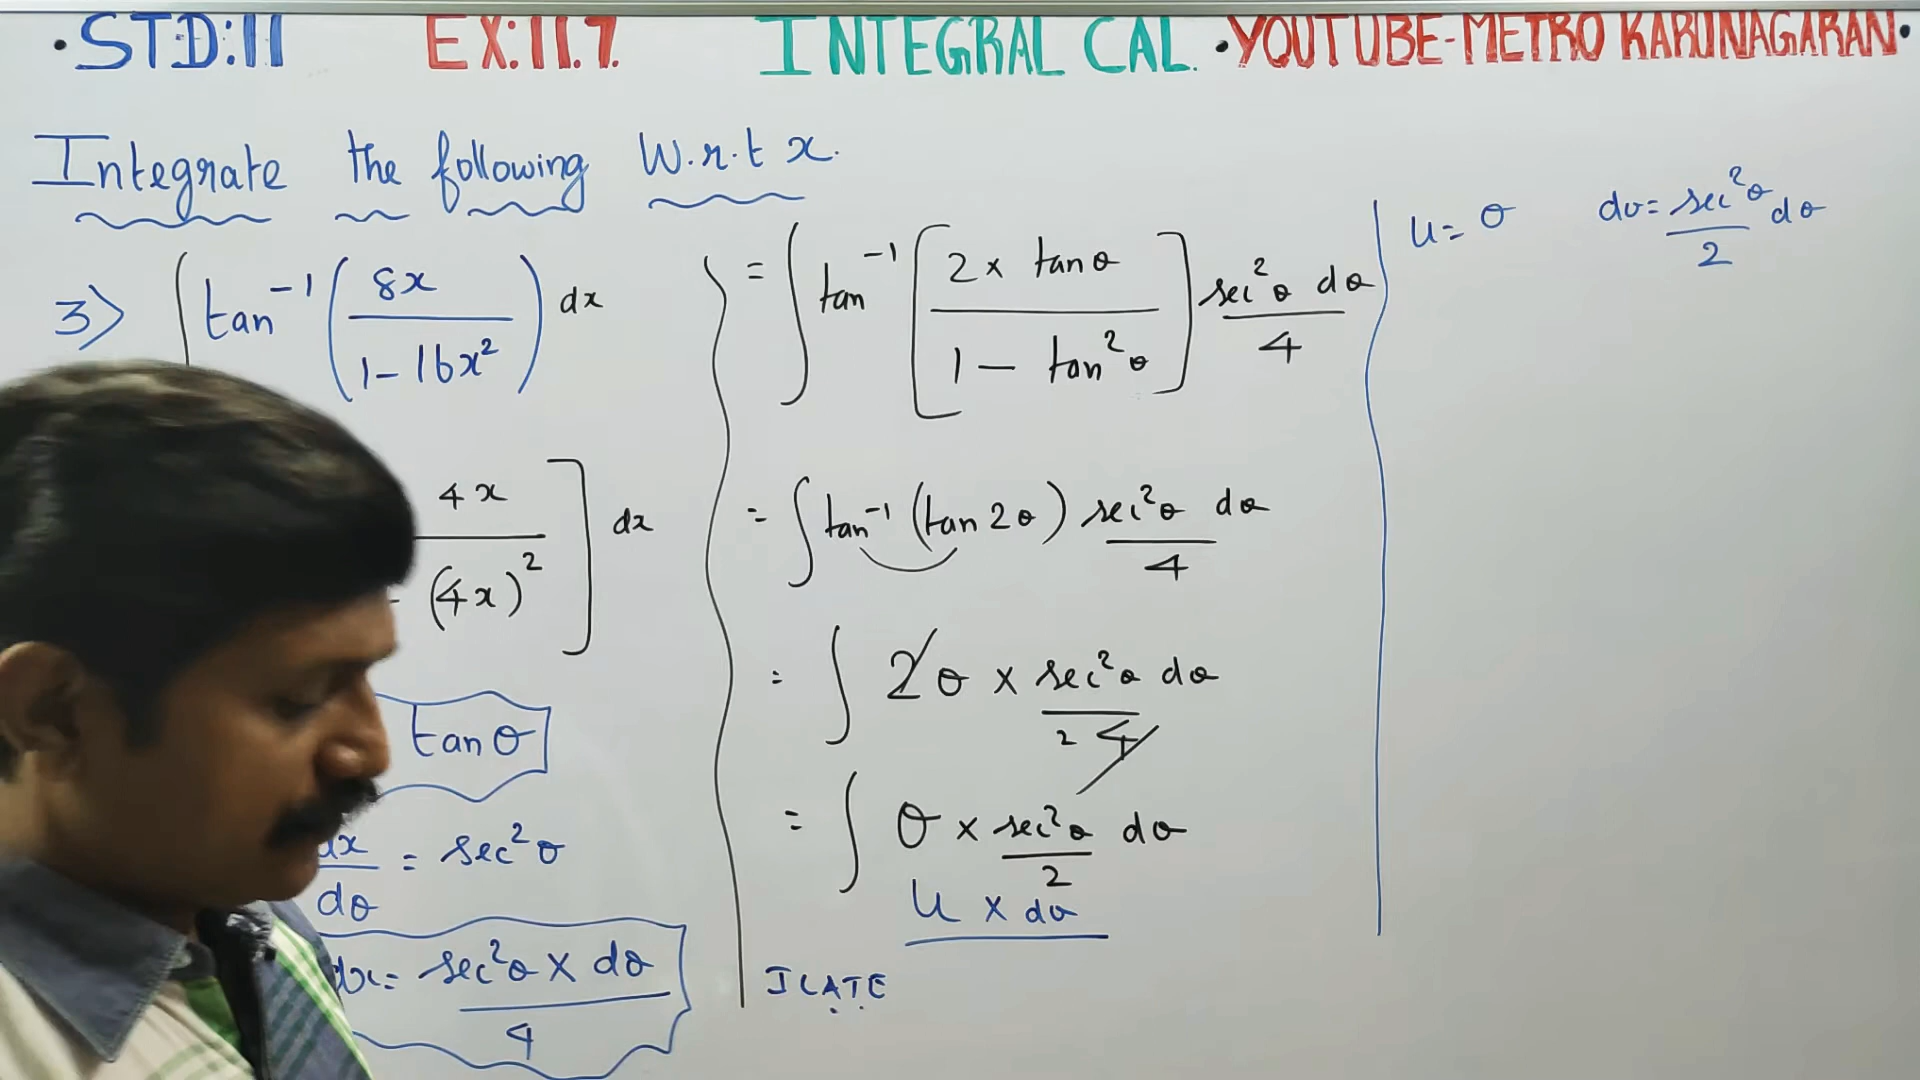 ·STD:11 EX:11.7. INTEGRAL CAL. ·YOUTUBE-METRO KARUNAGARAN·
Integrate the following W.r.t x.
3> ∫ tan⁻¹ (8x / 1-16x²) dx
4x / (4x)² ] dx
tanθ
dx/dθ = sec²θ
dx = sec²θ × dθ / 4
= ∫ tan⁻¹ [2 × tanθ / 1 - tan²θ] sec²θ dθ / 4
= ∫ tan⁻¹ (tan 2θ) sec²θ dθ / 4
= ∫ 2θ × sec²θ dθ / 2 4
= ∫ θ × sec²θ / 2 dθ
u × dv
ILATE
u = θ dv = sec²θ / 2 dθ